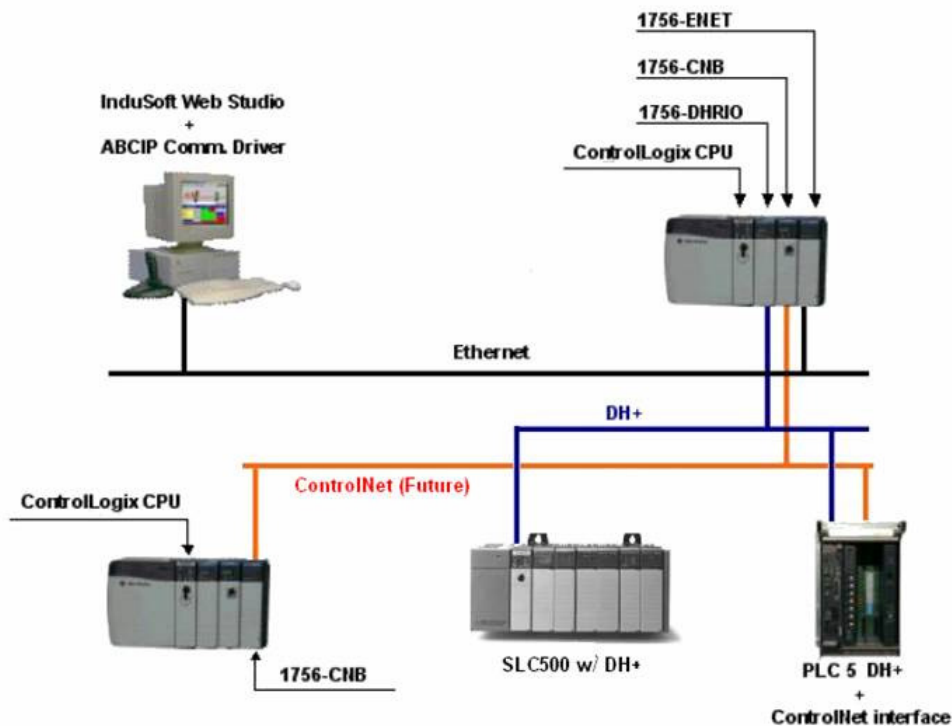 1756-ENET
1756-CNB
1756-DHRIO
ControlLogix CPU
InduSoft Web Studio
+
ABCIP Comm. Driver
Ethernet
DH+
ControlNet (Future)
ControlLogix CPU
1756-CNB
SLC500 w/ DH+
PLC 5 DH+
+
ControlNet interface